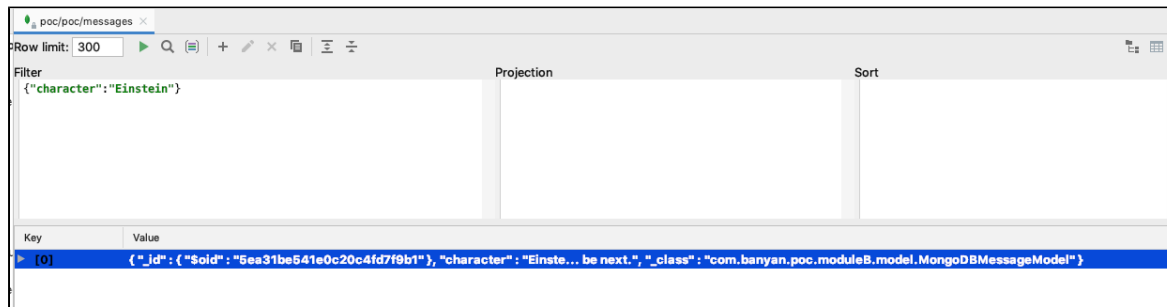 poc/poc/messages
Row limit: 300
Filter Projection Sort
{"character":"Einstein"}
Key Value
[0] { "_id" : { "$oid" : "5ea31be541e0c20c4fd7f9b1" }, "character" : "Einste... be next.", "_class" : "com.banyan.poc.moduleB.model.MongoDBMessageModel" }